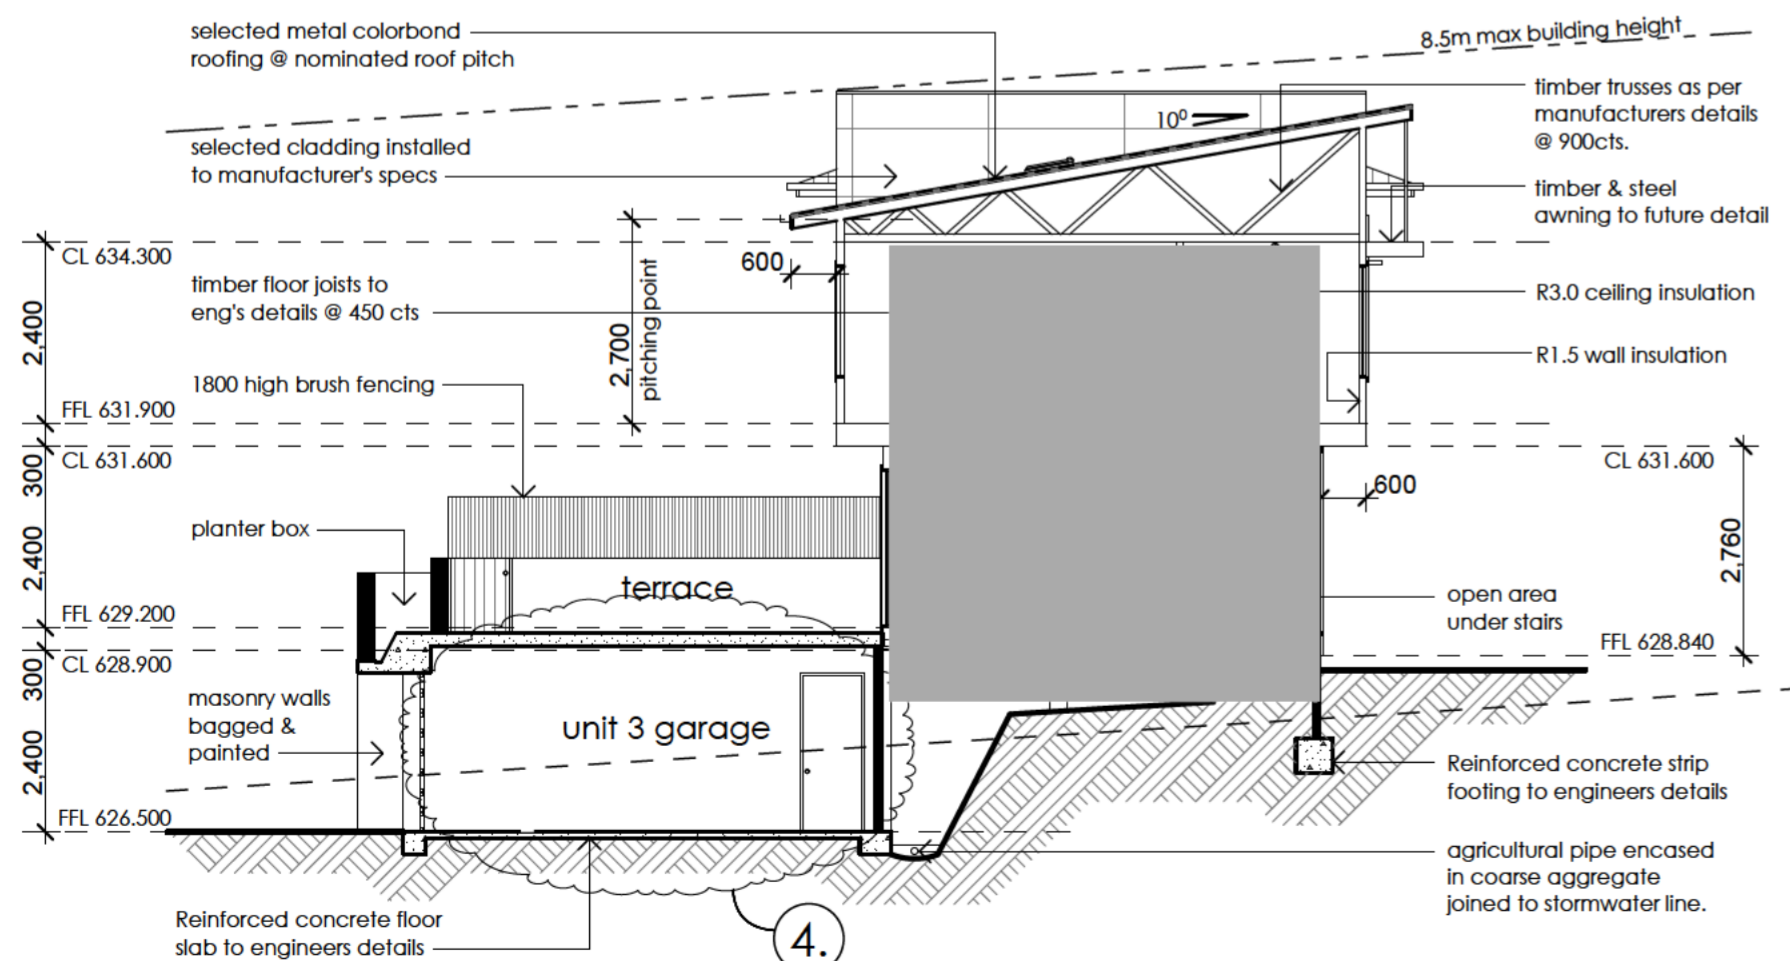 selected metal colorbond
roofing @ nominated roof pitch
8.5m max building height
timber trusses as per
manufacturers details
@ 900cts.
10⁰
selected cladding installed
to manufacturer's specs
timber & steel
awning to future detail
CL 634.300
600
timber floor joists to
eng's details @ 450 cts
R3.0 ceiling insulation
2,400
2,700
pitching point
R1.5 wall insulation
1800 high brush fencing
FFL 631.900
300
CL 631.600
CL 631.600
600
planter box
2,400
2,760
terrace
open area
under stairs
FFL 629.200
FFL 628.840
300
CL 628.900
masonry walls
bagged &
painted
unit 3 garage
2,400
Reinforced concrete strip
footing to engineers details
FFL 626.500
agricultural pipe encased
in coarse aggregate
joined to stormwater line.
Reinforced concrete floor
slab to engineers details
4.